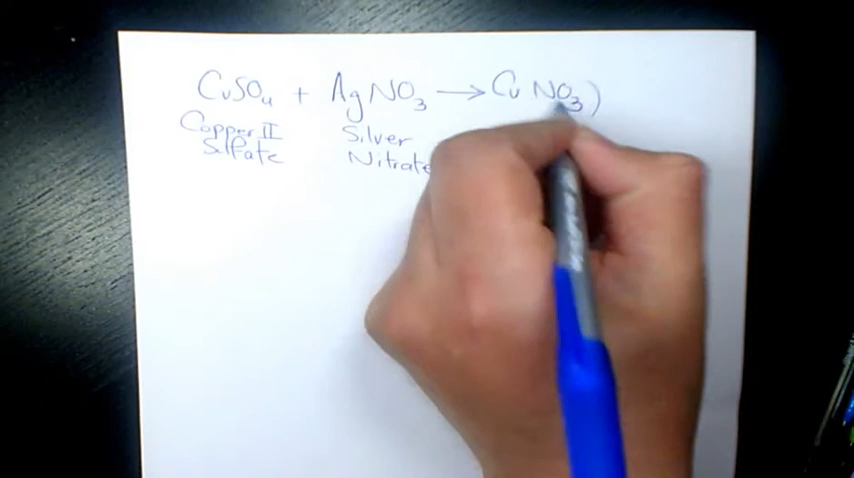 CuSO4 + AgNO3 → Cu NO3)
Copper II Silver
Sulfate Nitrate